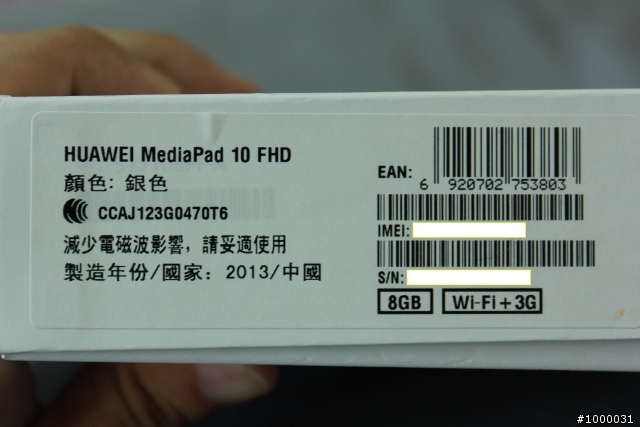 HUAWEI MediaPad 10 FHD
顏色: 銀色
CCAJ123G0470T6
減少電磁波影響，請妥適使用
製造年份/國家: 2013/中國
EAN:
6 920702 753803
IMEI:
S/N:
8GB Wi-Fi+3G
#1000031